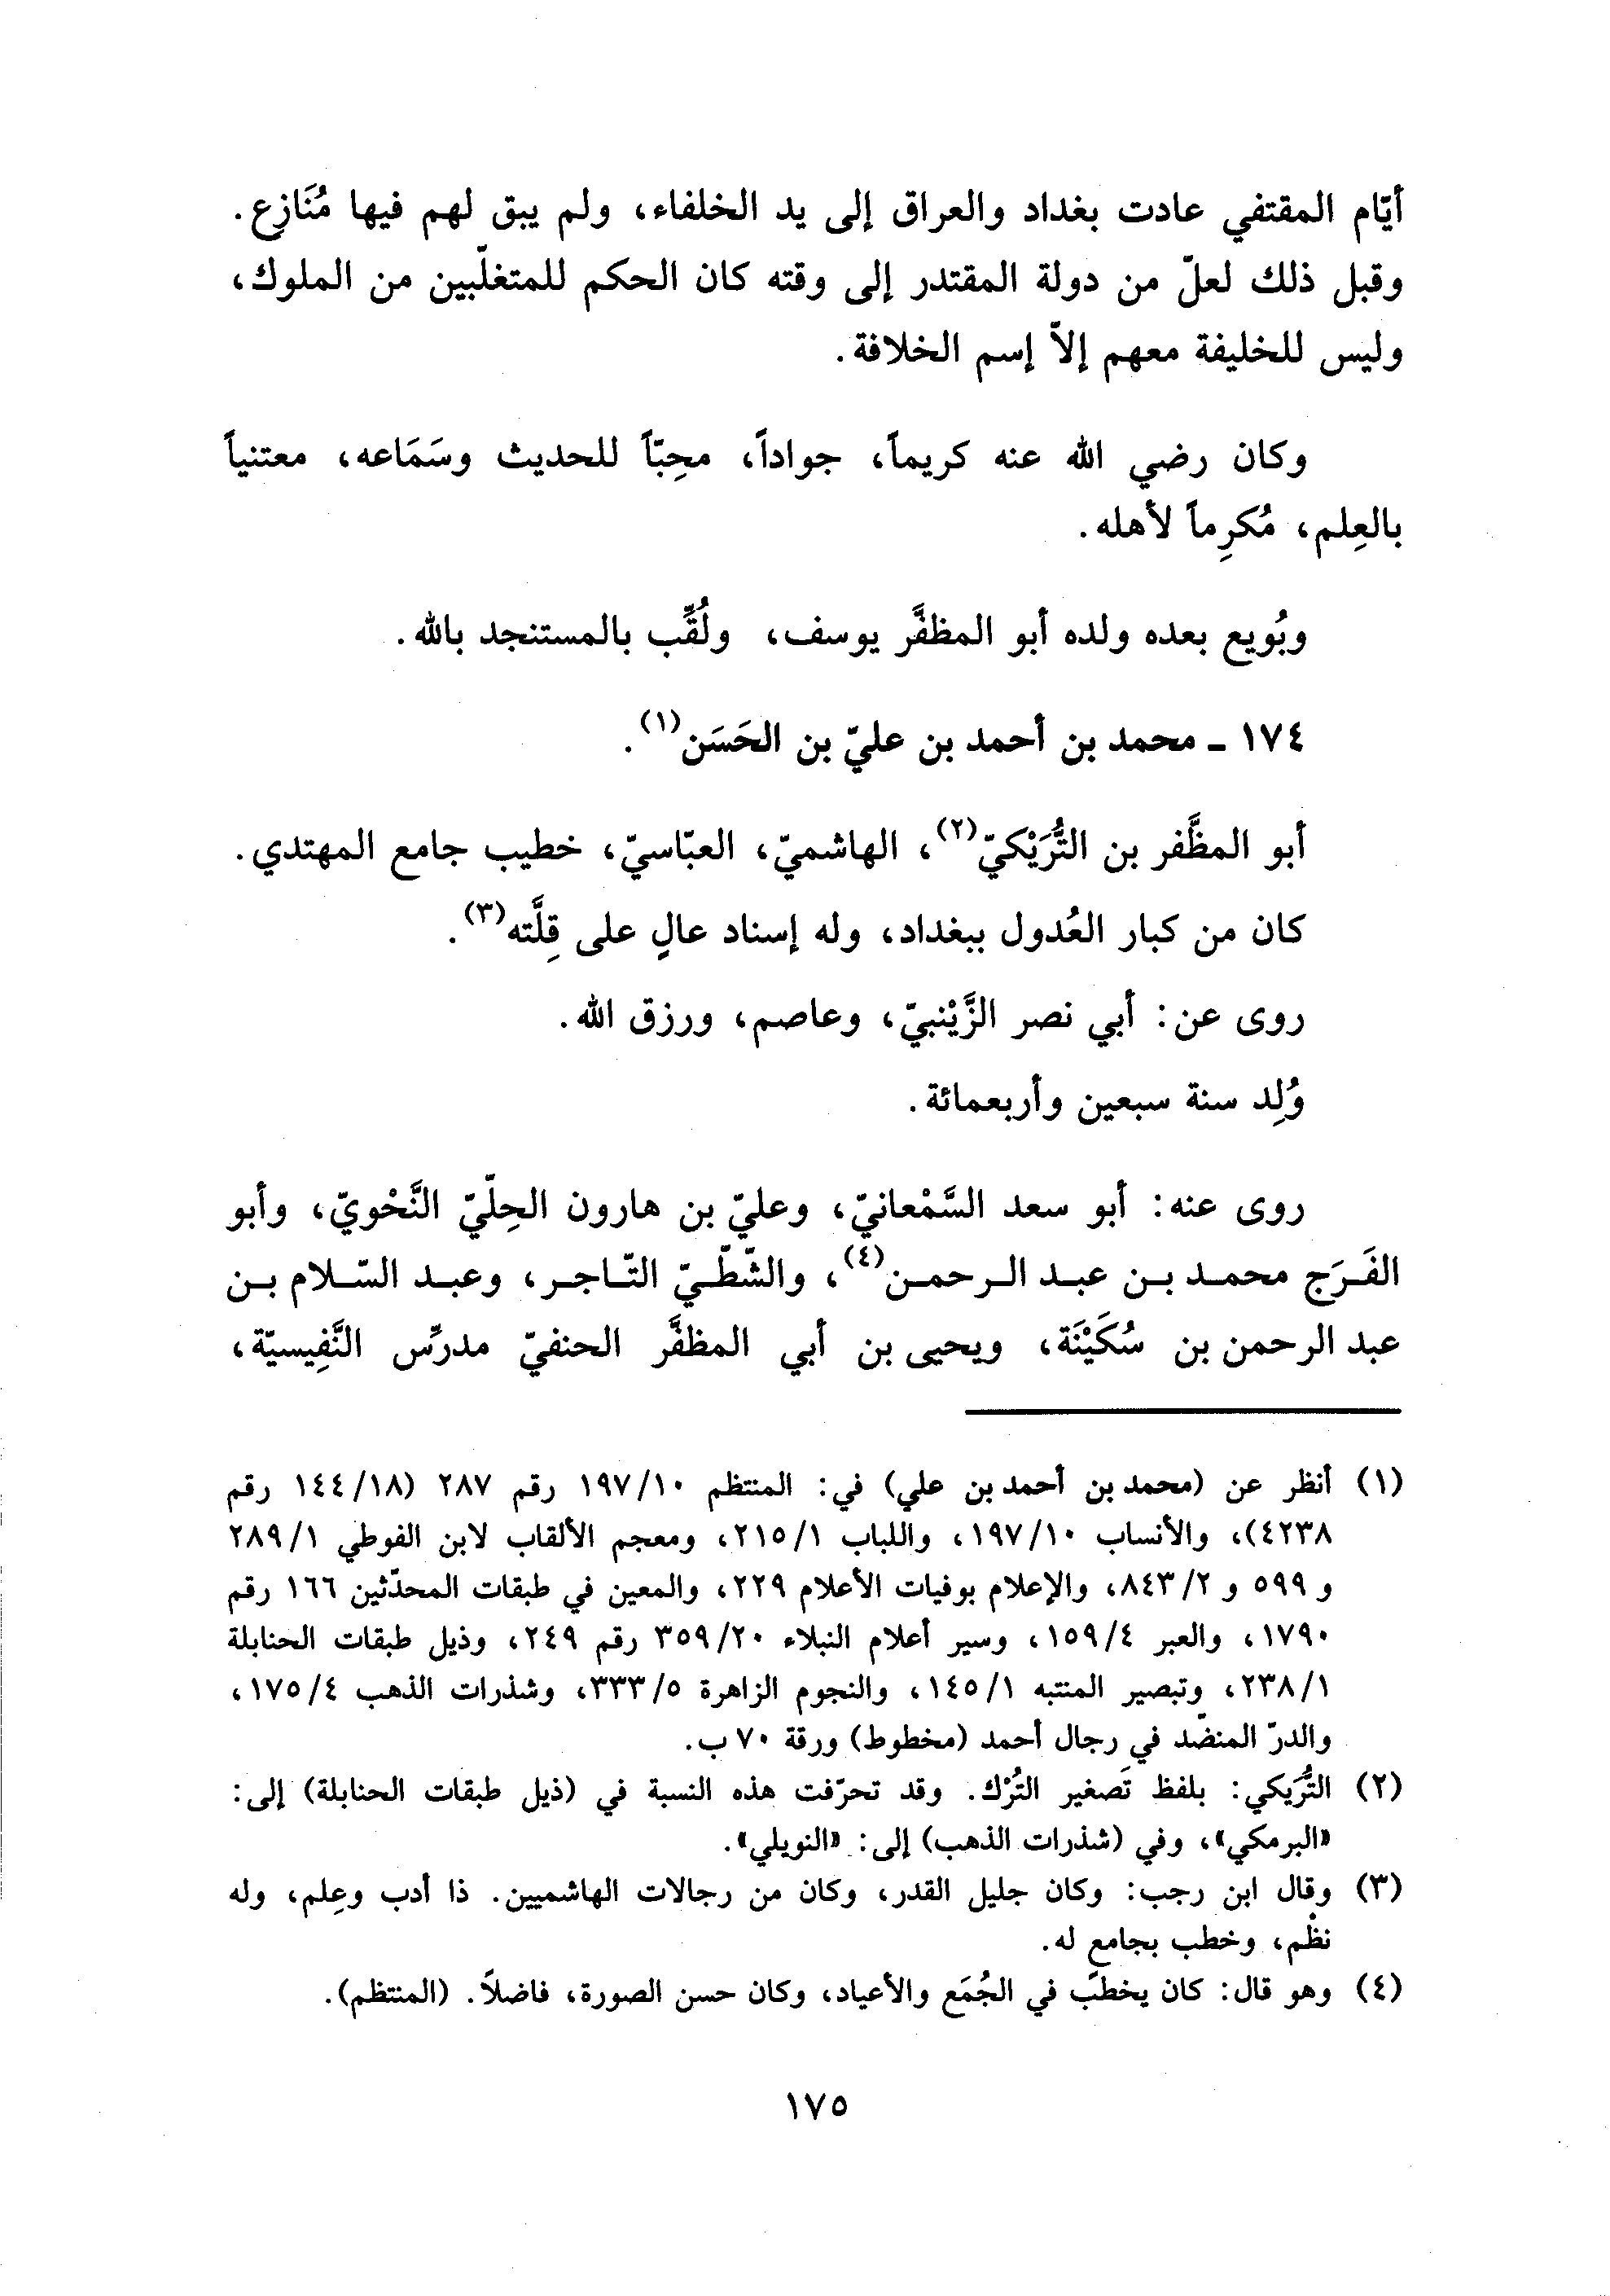 أيّام المقتفي عادت بغداد والعراق إلى يد الخلفاء، ولم يبق لهم فيها مُنَازِع.
وقبل ذلك لعلّ من دولة المقتدر إلى وقته كان الحكم للمتغلّبين من الملوك،
وليس للخليفة معهم إلاّ إسم الخلافة.
وكان رضي الله عنه كريماً، جواداً، محِبّاً للحديث وسَمَاعه، معتنياً
بالعِلم، مُكرِماً لأهله.
وبُويع بعده ولده أبو المظفَّر يوسف، ولُقِّب بالمستنجد بالله.
١٧٤ ـ محمد بن أحمد بن عليّ بن الحَسَن(١).
أبو المظَّفر بن التُّرَيْكيّ(٢)، الهاشميّ، العبّاسيّ، خطيب جامع المهتدي.
كان من كبار العُدول ببغداد، وله إسناد عالٍ على قِلَّته(٣).
روى عن: أبي نصر الزَّيْنبيّ، وعاصم، ورزق الله.
وُلِد سنة سبعين وأربعمائة.
روى عنه: أبو سعد السَّمْعانيّ، وعليّ بن هارون الحِلّيّ النَّحْويّ، وأبو
الفَرَج محمد بن عبد الرحمن(٤)، والشّطّيّ التّاجر، وعبد السّلام بن
عبد الرحمن بن سُكَيْنَة، ويحيى بن أبي المظفَّر الحنفيّ مدرِّس النَّفِيسيّة،
(١) أنظر عن (محمد بن أحمد بن علي) في: المنتظم ١٩٧/١٠ رقم ٢٨٧ (١٤٤/١٨ رقم
٤٢٣٨)، والأنساب ١٩٧/١٠، واللباب ٢١٥/١، ومعجم الألقاب لابن الفوطي ٢٨٩/١
و ٥٩٩ و ٨٤٣/٢، والإعلام بوفيات الأعلام ٢٢٩، والمعين في طبقات المحدّثين ١٦٦ رقم
١٧٩٠، والعبر ١٥٩/٤، وسير أعلام النبلاء ٣٥٩/٢٠ رقم ٢٤٩، وذيل طبقات الحنابلة
٢٣٨/١، وتبصير المنتبه ١٤٥/١، والنجوم الزاهرة ٣٣٣/٥، وشذرات الذهب ١٧٥/٤،
والدرّ المنضّد في رجال أحمد (مخطوط) ورقة ٧٠ ب.
(٢) التُّرَيكي: بلفظ تَصغير التُرْك. وقد تحرّفت هذه النسبة في (ذيل طبقات الحنابلة) إلى:
«البرمكي»، وفي (شذرات الذهب) إلى: «النويلي».
(٣) وقال ابن رجب: وكان جليل القدر، وكان من رجالات الهاشميين. ذا أدب وعِلم، وله
نظْم، وخطب بجامع له.
(٤) وهو قال: كان يخطب في الجُمَع والأعياد، وكان حسن الصورة، فاضلاً. (المنتظم).
١٧٥